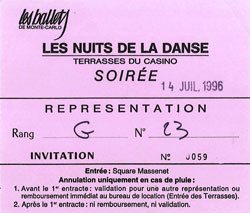 les ballets
DE MONTE-CARLO
LES NUITS DE LA DANSE
TERRASSES DU CASINO
SOIRÉE
14 JUIL. 1996
REPRESENTATION
Rang G N° 23
INVITATION N° 0059
Entrée : Square Massenet
Annulation uniquement en cas de pluie :
1. Avant le 1er entracte : validation pour une autre représentation ou
remboursement immédiat au bureau de location (Entrée des Terrasses).
2. Après le 1er entracte : ni remboursement, ni validation.